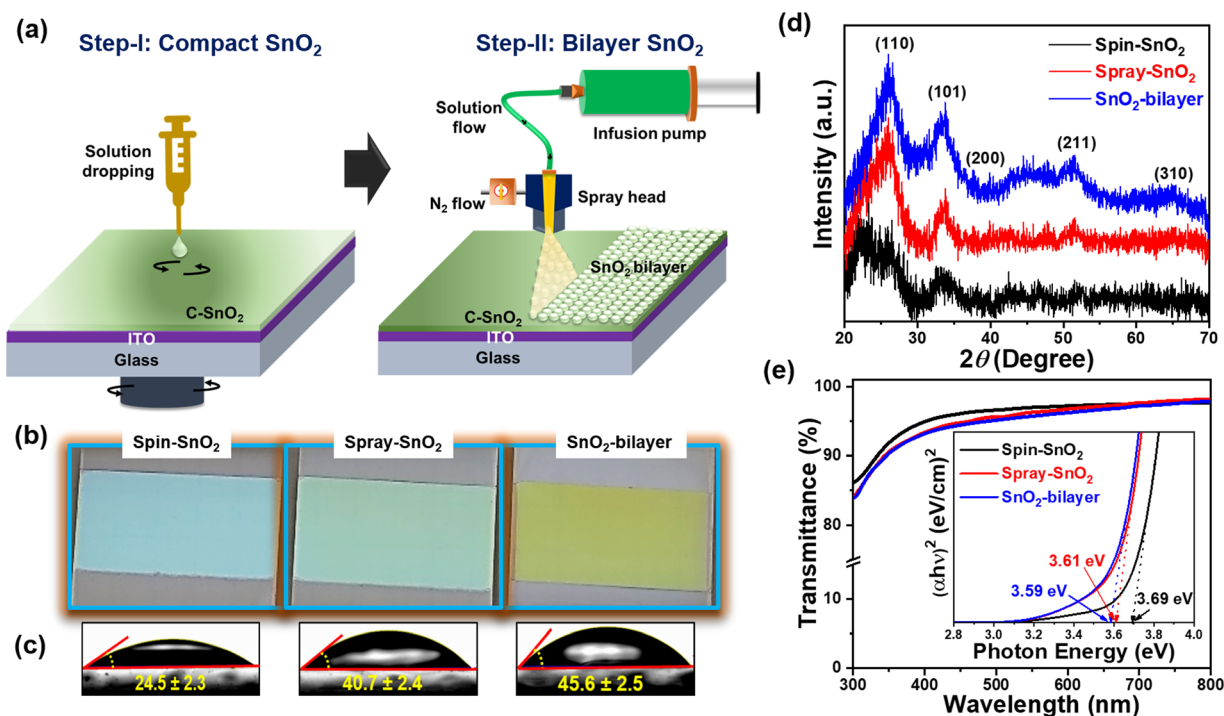 (a)
Step-I: Compact SnO₂
Solution
dropping
C-SnO₂
ITO
Glass
Step-II: Bilayer SnO₂
Solution
flow
Infusion pump
N₂ flow
Spray head
SnO₂ bilayer
C-SnO₂
ITO
Glass
(b)
Spin-SnO₂
Spray-SnO₂
SnO₂-bilayer
(c)
24.5 ± 2.3
40.7 ± 2.4
45.6 ± 2.5
(d)
Intensity (a.u.)
(110)
(101)
(200)
(211)
(310)
Spin-SnO₂
Spray-SnO₂
SnO₂-bilayer
20 30 40 50 60 70
2θ (Degree)
(e)
Transmittance (%)
100
90
80
10
0
300 400 500 600 700 800
Wavelength (nm)
Spin-SnO₂
Spray-SnO₂
SnO₂-bilayer
(αhν)² (eV/cm)²
3.61 eV
3.59 eV
3.69 eV
2.8 3.0 3.2 3.4 3.6 3.8 4.0
Photon Energy (eV)